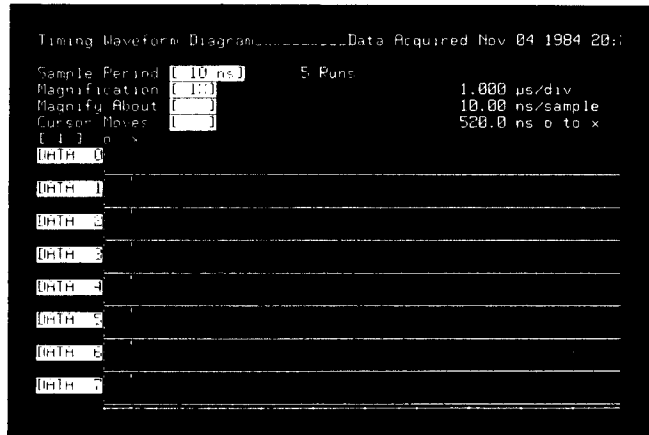 Timing Waveform Diagram..............Data Acquired Nov 04 1984 20:
Sample Period [ 10 ns] 5 Runs
Magnification [ 1X] 1.000 µs/div
Magnify About [ ] 10.00 ns/sample
Cursor Moves [ ] 520.0 ns o to x
o x
DATA 0
DATA 1
DATA 2
DATA 3
DATA 4
DATA 5
DATA 6
DATA 7